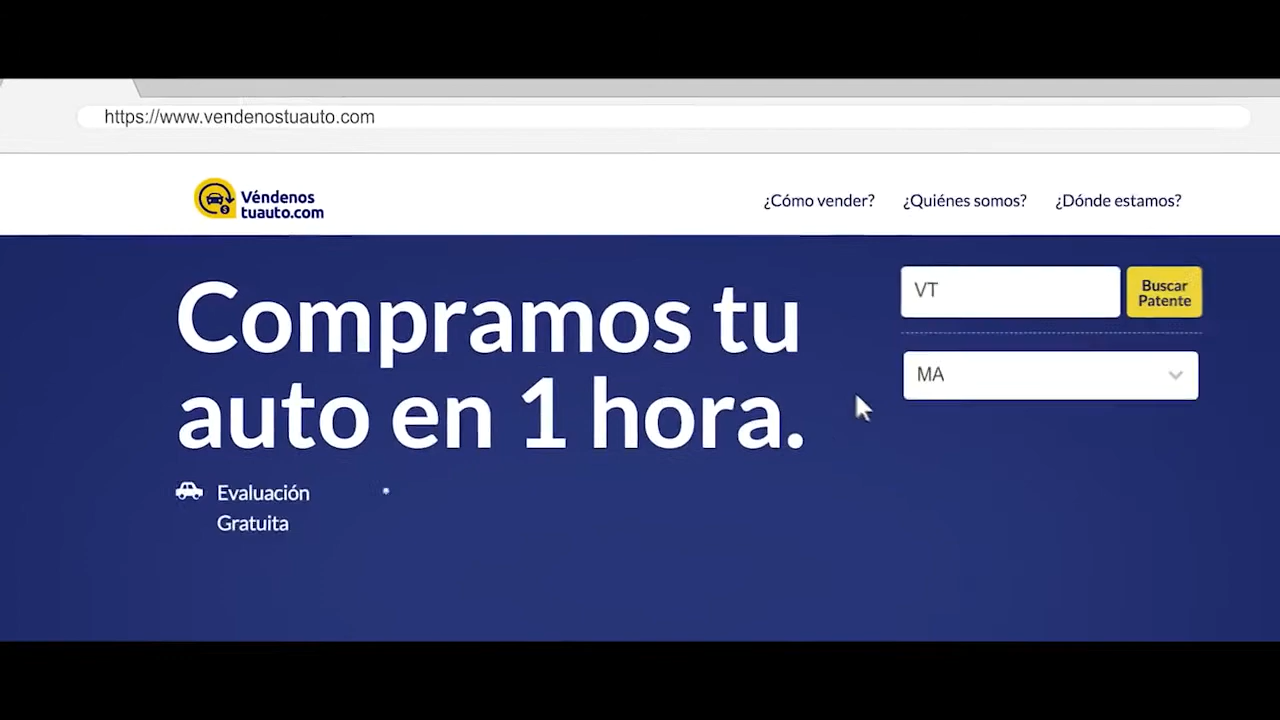 https://www.vendenostuauto.com
Véndenos
tuauto.com
¿Cómo vender?
¿Quiénes somos?
¿Dónde estamos?
Compramos tu
auto en 1 hora.
VT
Buscar
Patente
MA
Evaluación
Gratuita